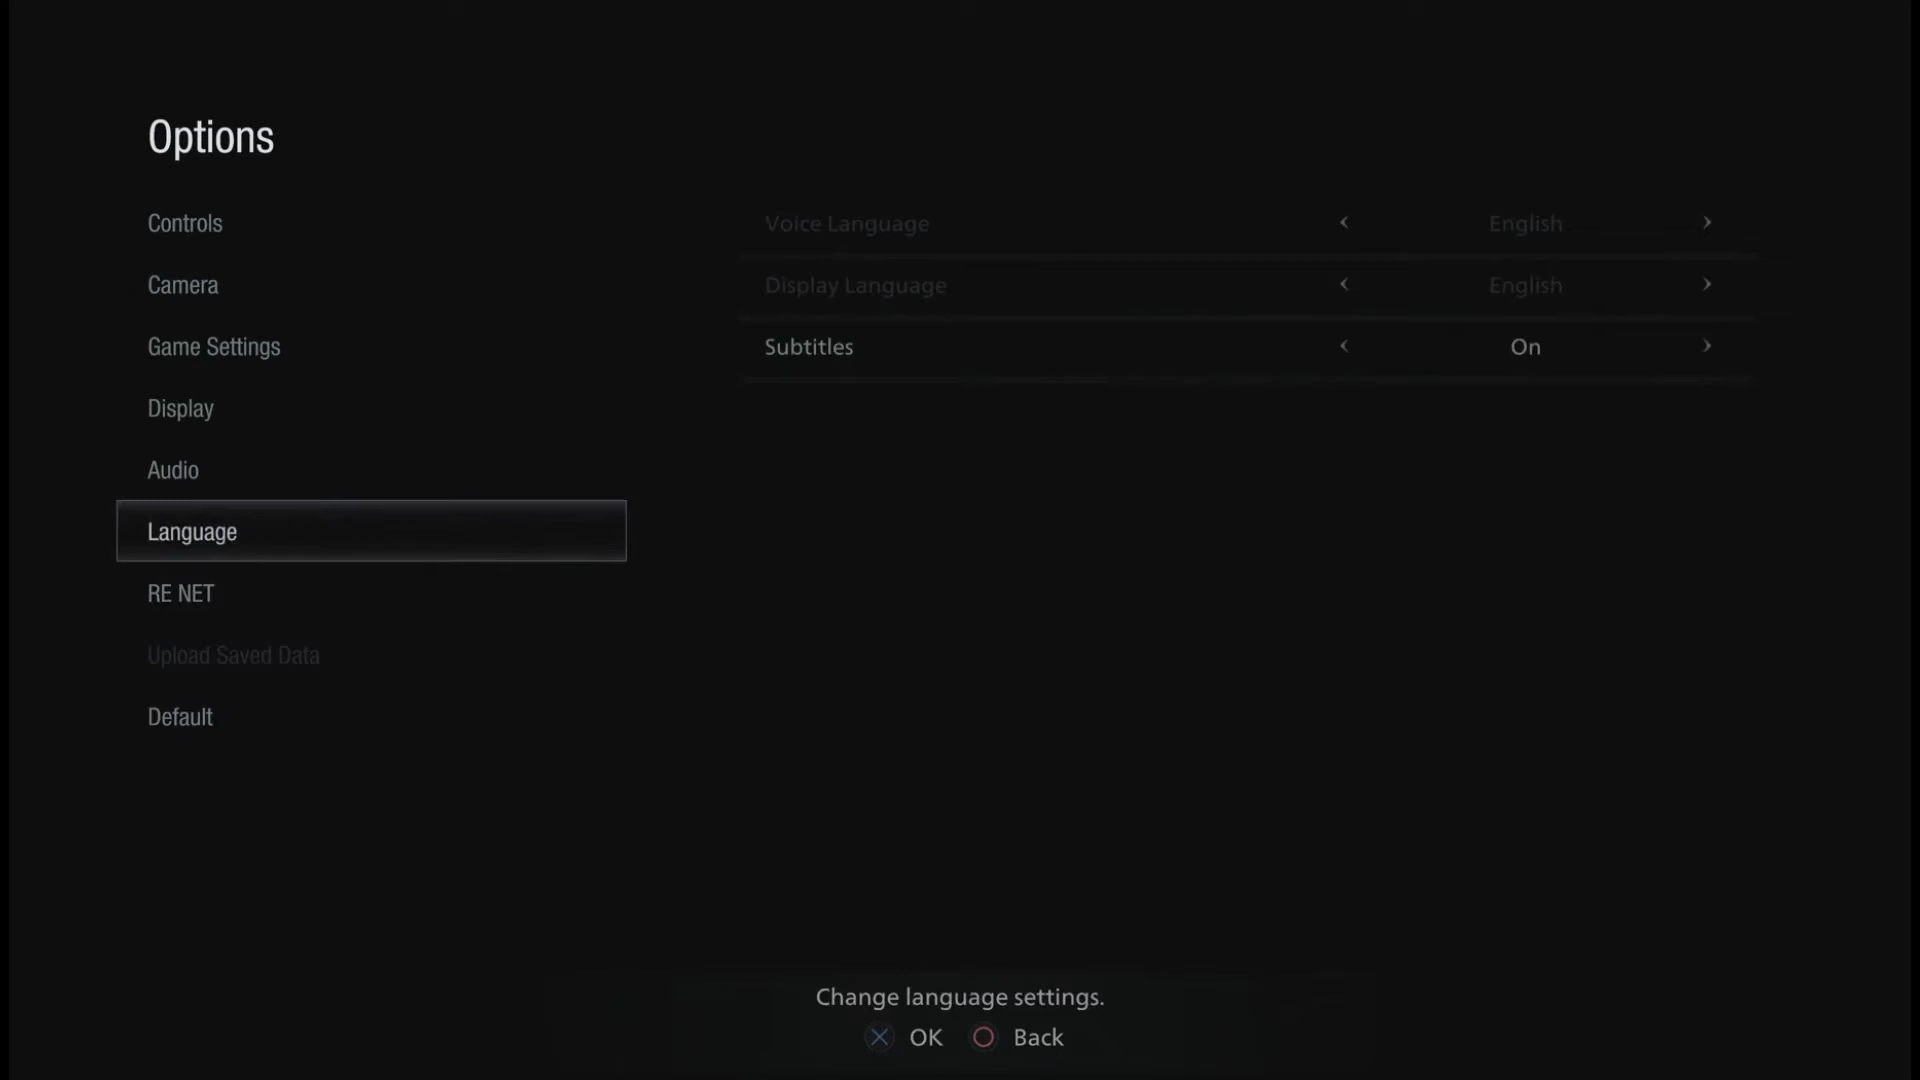 Options
Controls
Camera
Game Settings
Display
Audio
Language
RE NET
Upload Saved Data
Default
Voice Language English
Display Language English
Subtitles On
Change language settings.
OK Back